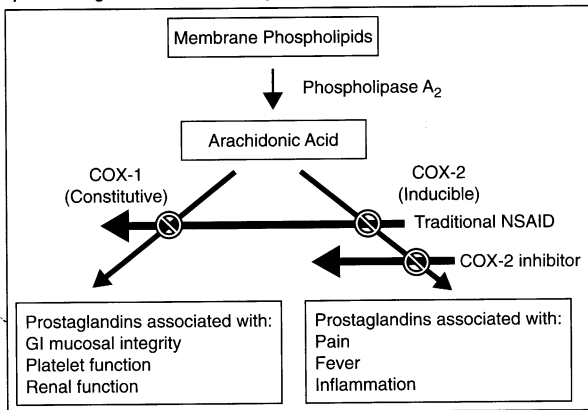 Membrane Phospholipids
Phospholipase A₂
Arachidonic Acid
COX-1
(Constitutive)
COX-2
(Inducible)
Traditional NSAID
COX-2 inhibitor
Prostaglandins associated with:
GI mucosal integrity
Platelet function
Renal function
Prostaglandins associated with:
Pain
Fever
Inflammation